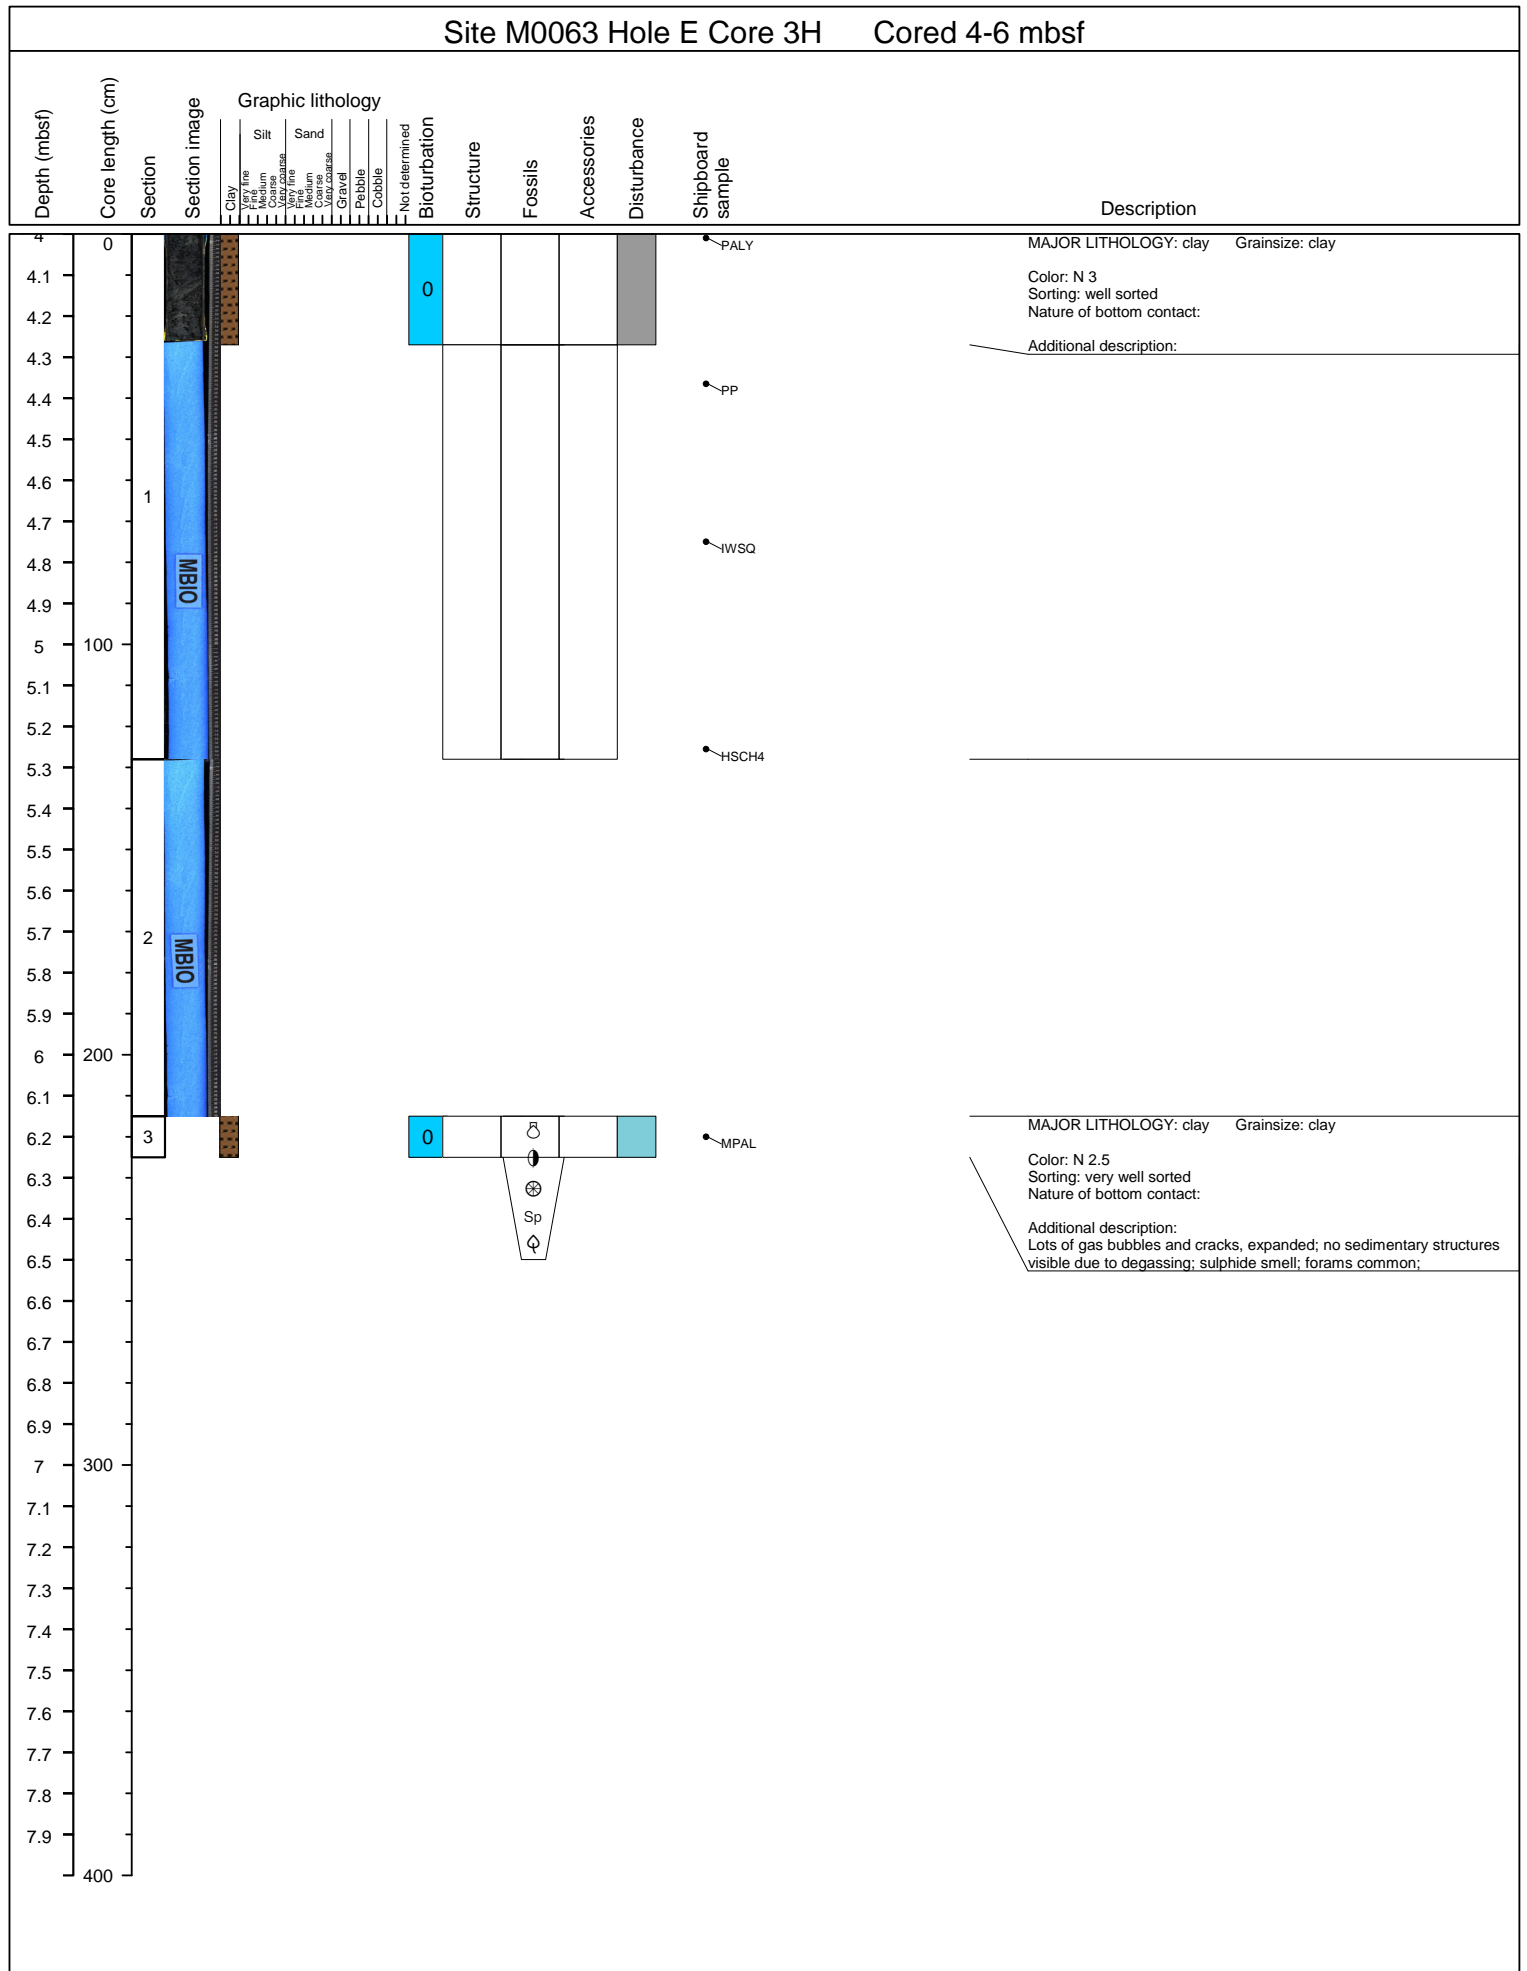 Site M0063 Hole E Core 3H Cored 4-6 mbsf
Depth (mbsf)
Core length (cm)
Section
Section image
Graphic lithology
Clay
Silt
Very fine
Fine
Medium
Coarse
Very coarse
Sand
Very fine
Fine
Medium
Coarse
Very coarse
Gravel
Pebble
Cobble
Not determined
Bioturbation
Structure
Fossils
Accessories
Disturbance
Shipboard
sample
Description
4
4.1
4.2
4.3
4.4
4.5
4.6
4.7
4.8
4.9
5
5.1
5.2
5.3
5.4
5.5
5.6
5.7
5.8
5.9
6
6.1
6.2
6.3
6.4
6.5
6.6
6.7
6.8
6.9
7
7.1
7.2
7.3
7.4
7.5
7.6
7.7
7.8
7.9
0
100
200
300
400
1
2
3
MBIO
MBIO
0
0
Sp
PALY
PP
IWSQ
HSCH4
MPAL
MAJOR LITHOLOGY: clay Grainsize: clay
Color: N 3
Sorting: well sorted
Nature of bottom contact:
Additional description:
MAJOR LITHOLOGY: clay Grainsize: clay
Color: N 2.5
Sorting: very well sorted
Nature of bottom contact:
Additional description:
Lots of gas bubbles and cracks, expanded; no sedimentary structures
visible due to degassing; sulphide smell; forams common;